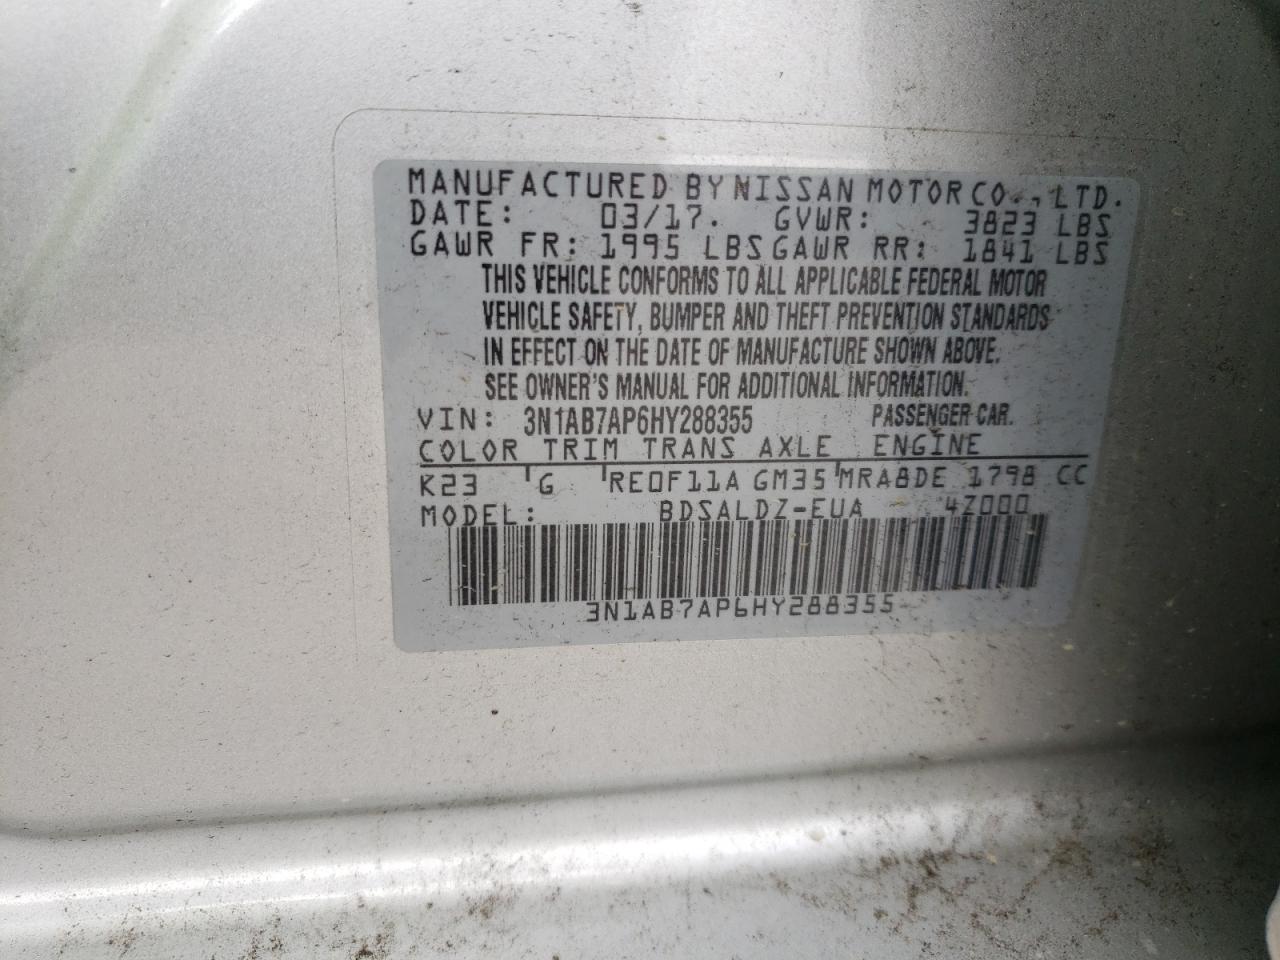 MANUFACTURED BY NISSAN MOTOR CO., LTD.
DATE: 03/17. GVWR: 3823 LBS
GAWR FR: 1995 LBS GAWR RR: 1841 LBS
THIS VEHICLE CONFORMS TO ALL APPLICABLE FEDERAL MOTOR
VEHICLE SAFETY, BUMPER AND THEFT PREVENTION STANDARDS
IN EFFECT ON THE DATE OF MANUFACTURE SHOWN ABOVE.
SEE OWNER'S MANUAL FOR ADDITIONAL INFORMATION.
VIN: 3N1AB7AP6HY288355 PASSENGER CAR.
COLOR TRIM TRANS AXLE ENGINE
K23 G RE0F11A GM35 MRA8DE 1798 CC
MODEL: BDSALDZ-EUA 4Z000
3N1AB7AP6HY288355